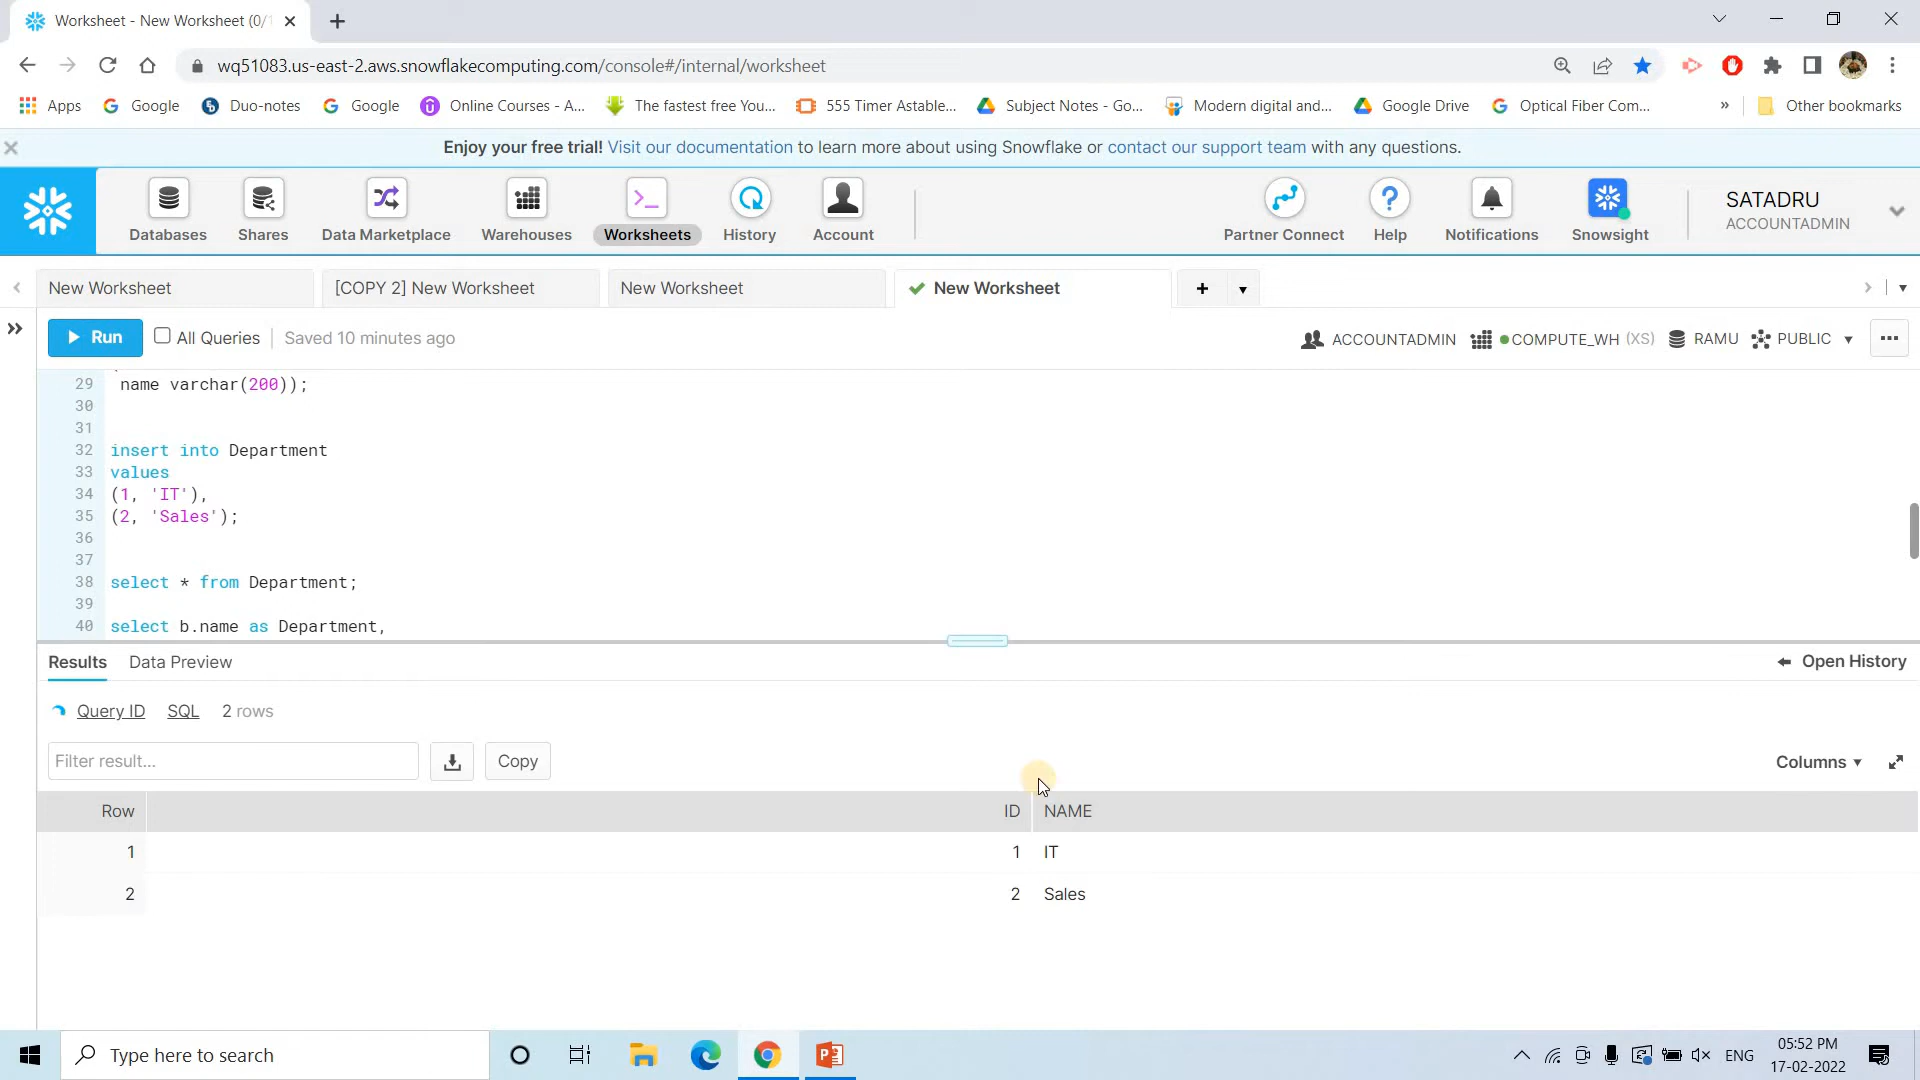 Worksheet - New Worksheet (0/1
wq51083.us-east-2.aws.snowflakecomputing.com/console#/internal/worksheet
Apps Google Duo-notes Google Online Courses - A... The fastest free You... 555 Timer Astable... Subject Notes - Go... Modern digital and... Google Drive Optical Fiber Com... » Other bookmarks
Enjoy your free trial! Visit our documentation to learn more about using Snowflake or contact our support team with any questions.
Databases Shares Data Marketplace Warehouses Worksheets History Account Partner Connect Help Notifications Snowsight
SATADRU
ACCOUNTADMIN
New Worksheet [COPY 2] New Worksheet New Worksheet New Worksheet
Run All Queries Saved 10 minutes ago ACCOUNTADMIN COMPUTE_WH (XS) RAMU PUBLIC
29 name varchar(200));
30
31
32 insert into Department
33 values
34 (1, 'IT'),
35 (2, 'Sales');
36
37
38 select * from Department;
39
40 select b.name as Department,
Results Data Preview Open History
Query ID SQL 2 rows
Filter result... Copy Columns
Row ID NAME
1 1 IT
2 2 Sales
Type here to search
ENG
05:52 PM
17-02-2022